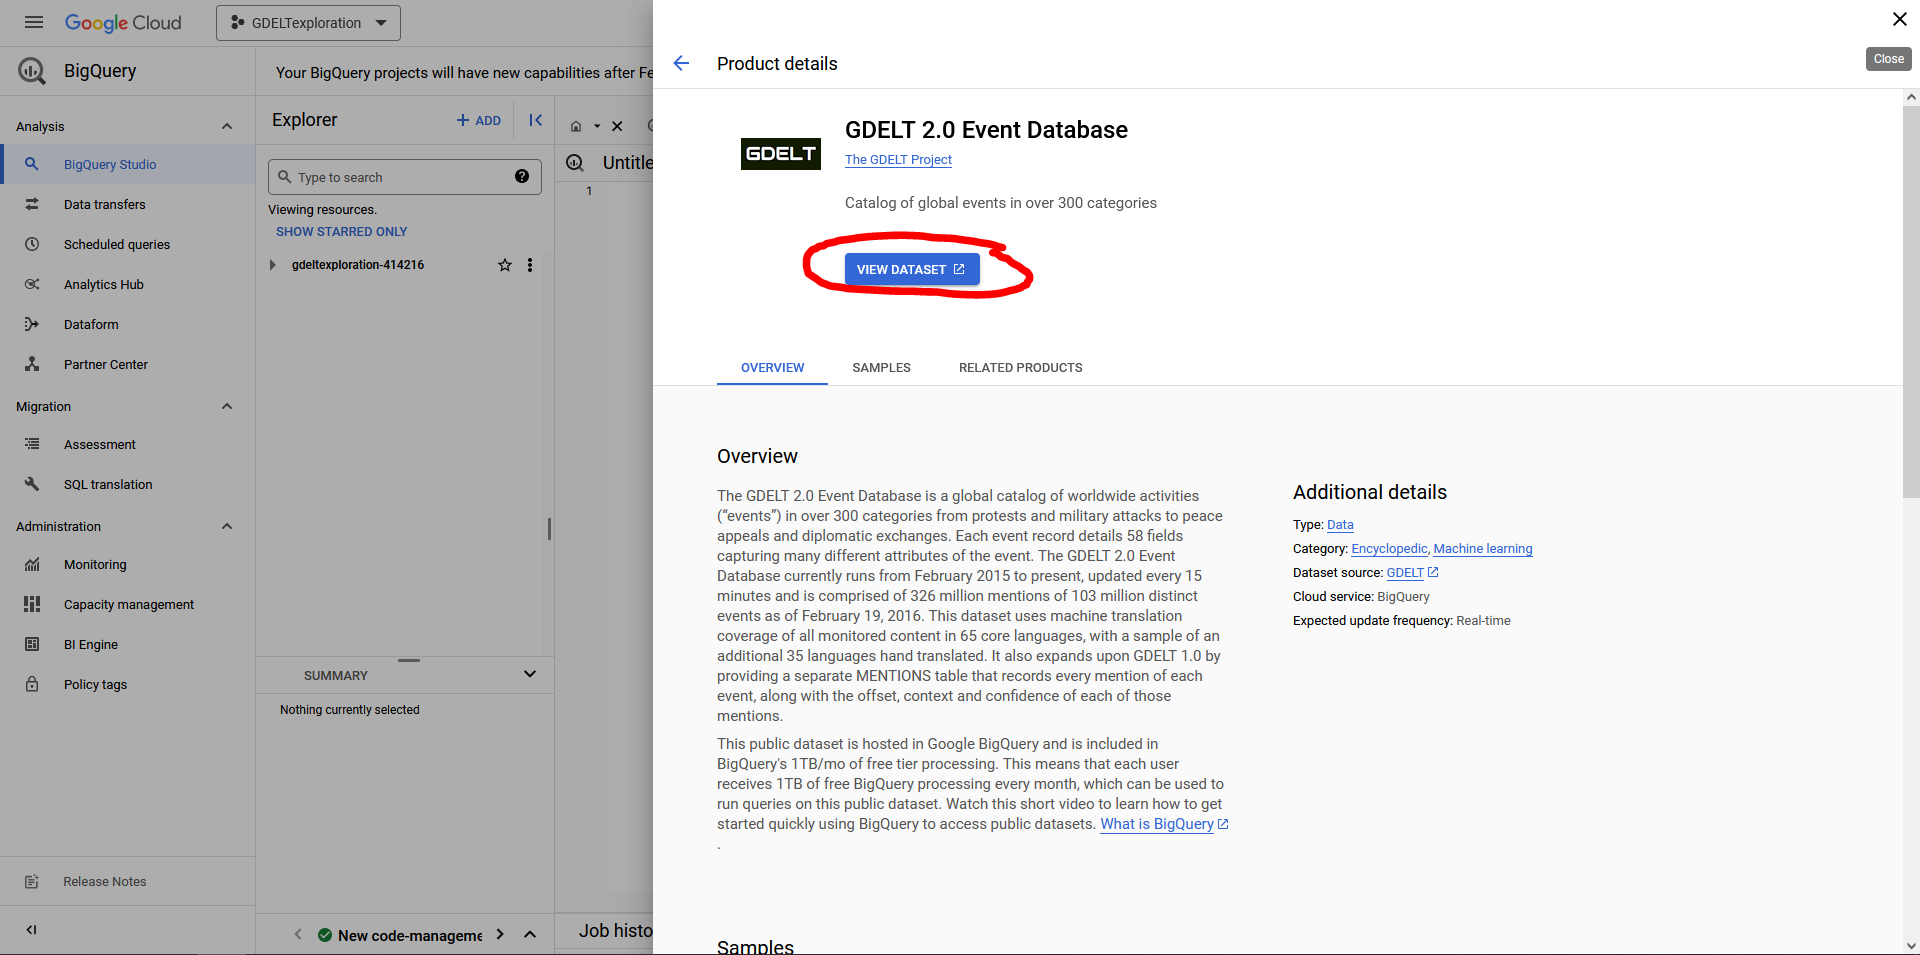 Google Cloud
GDELTexploration
BigQuery
Your BigQuery projects will have new capabilities after Fe
Analysis
BigQuery Studio
Data transfers
Scheduled queries
Analytics Hub
Dataform
Partner Center
Migration
Assessment
SQL translation
Administration
Monitoring
Capacity management
BI Engine
Policy tags
Release Notes
Explorer
ADD
Type to search
Viewing resources.
SHOW STARRED ONLY
gdeltexploration-414216
SUMMARY
Nothing currently selected
New code-manageme
Untitle
1
Job histo
Close
Product details
GDELT
GDELT 2.0 Event Database
The GDELT Project
Catalog of global events in over 300 categories
VIEW DATASET
OVERVIEW
SAMPLES
RELATED PRODUCTS
Overview
The GDELT 2.0 Event Database is a global catalog of worldwide activities
(“events”) in over 300 categories from protests and military attacks to peace
appeals and diplomatic exchanges. Each event record details 58 fields
capturing many different attributes of the event. The GDELT 2.0 Event
Database currently runs from February 2015 to present, updated every 15
minutes and is comprised of 326 million mentions of 103 million distinct
events as of February 19, 2016. This dataset uses machine translation
coverage of all monitored content in 65 core languages, with a sample of an
additional 35 languages hand translated. It also expands upon GDELT 1.0 by
providing a separate MENTIONS table that records every mention of each
event, along with the offset, context and confidence of each of those
mentions.
This public dataset is hosted in Google BigQuery and is included in
BigQuery's 1TB/mo of free tier processing. This means that each user
receives 1TB of free BigQuery processing every month, which can be used to
run queries on this public dataset. Watch this short video to learn how to get
started quickly using BigQuery to access public datasets. What is BigQuery
.
Additional details
Type: Data
Category: Encyclopedic, Machine learning
Dataset source: GDELT
Cloud service: BigQuery
Expected update frequency: Real-time
Samples